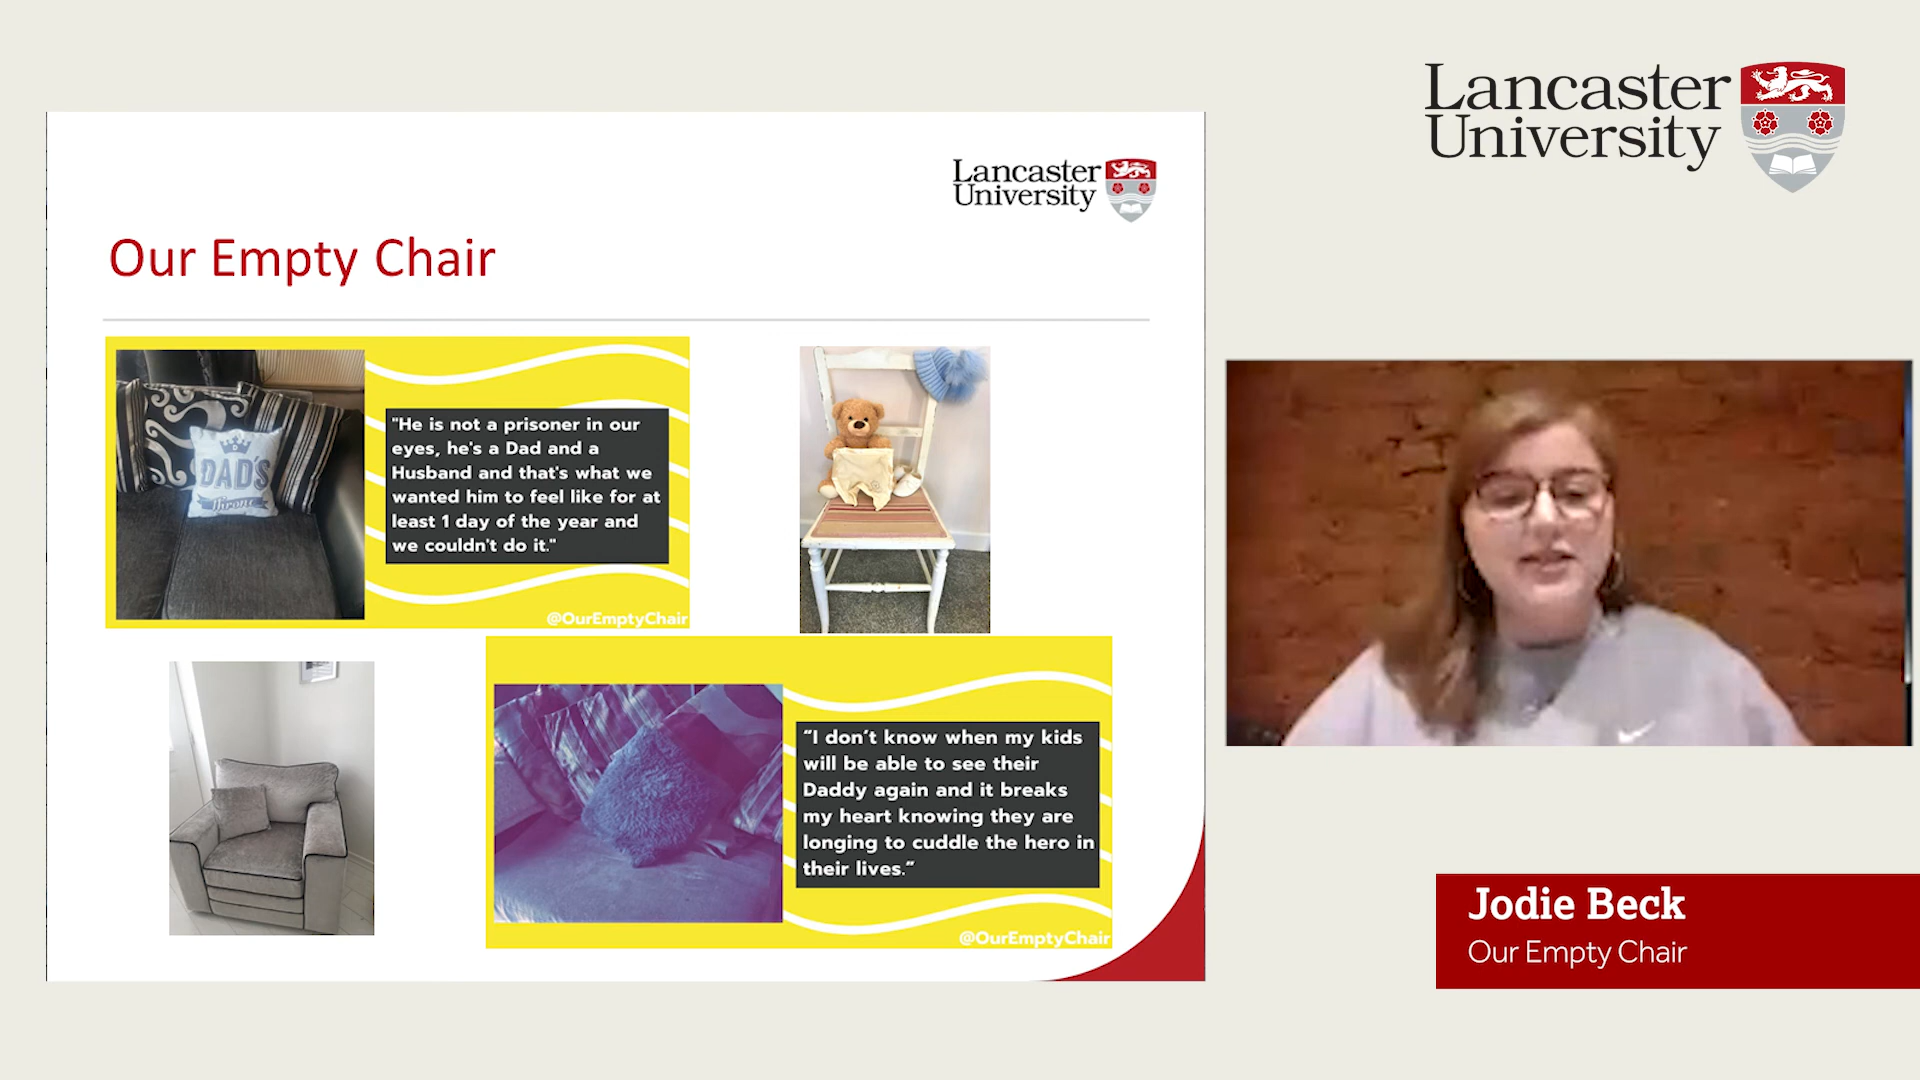 Lancaster
University
Lancaster
University
Our Empty Chair
DAD'S
throne
"He is not a prisoner in our
eyes, he's a Dad and a
Husband and that's what we
wanted him to feel like for at
least 1 day of the year and
we couldn't do it."
@OurEmptyChair
“I don’t know when my kids
will be able to see their
Daddy again and it breaks
my heart knowing they are
longing to cuddle the hero in
their lives.”
@OurEmptyChair
Jodie Beck
Our Empty Chair